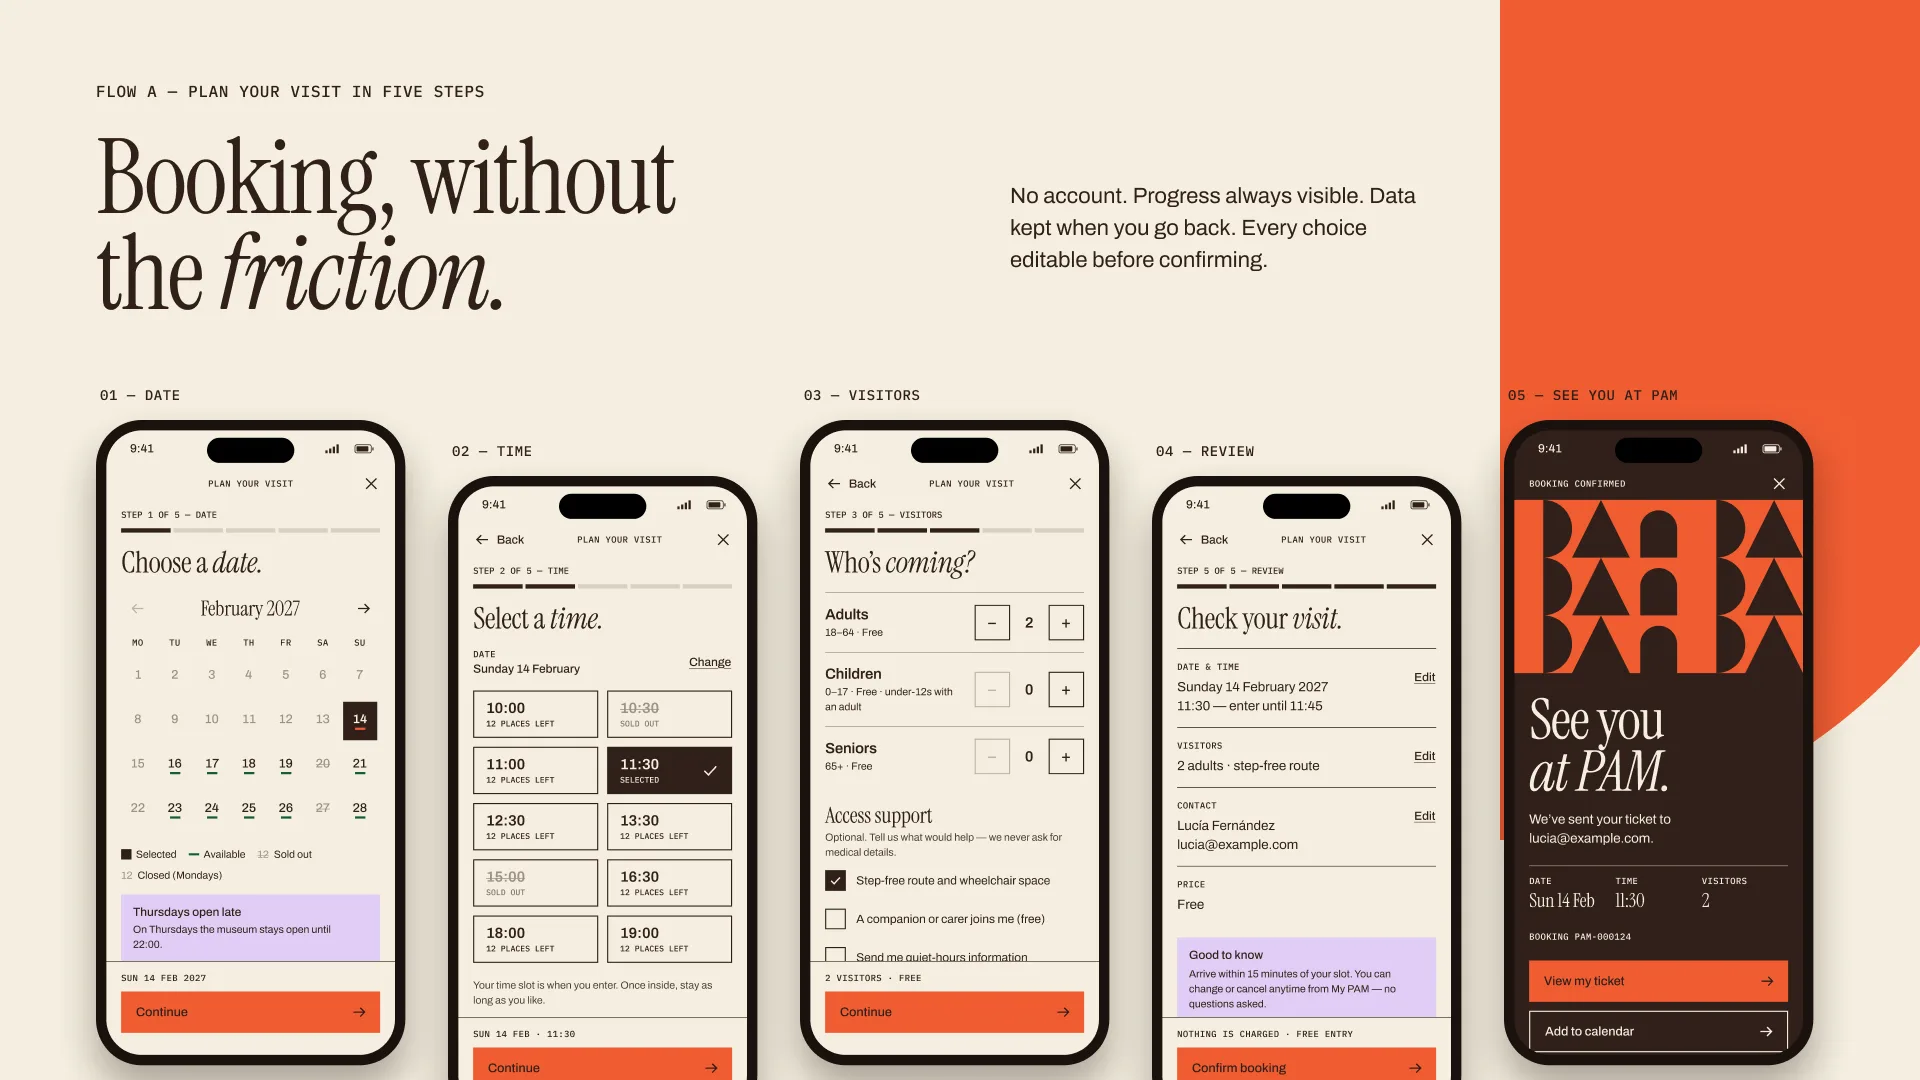 FLOW A — PLAN YOUR VISIT IN FIVE STEPS
Booking, without
the friction.
No account. Progress always visible. Data
kept when you go back. Every choice
editable before confirming.
01 — DATE
9:41
PLAN YOUR VISIT
STEP 1 OF 5 — DATE
Choose a date.
February 2027
MO TU WE TH FR SA SU
1 2 3 4 5 6 7
8 9 10 11 12 13 14
15 16 17 18 19 20 21
22 23 24 25 26 27 28
Selected Available 12 Sold out
12 Closed (Mondays)
Thursdays open late
On Thursdays the museum stays open until
22:00.
SUN 14 FEB 2027
Continue
02 — TIME
9:41
Back PLAN YOUR VISIT
STEP 2 OF 5 — TIME
Select a time.
DATE
Sunday 14 February
Change
10:00
12 PLACES LEFT
10:30
SOLD OUT
11:00
12 PLACES LEFT
11:30
SELECTED
12:30
12 PLACES LEFT
13:30
12 PLACES LEFT
15:00
SOLD OUT
16:30
12 PLACES LEFT
18:00
12 PLACES LEFT
19:00
12 PLACES LEFT
Your time slot is when you enter. Once inside, stay as
long as you like.
SUN 14 FEB · 11:30
Continue
03 — VISITORS
9:41
Back PLAN YOUR VISIT
STEP 3 OF 5 — VISITORS
Who’s coming?
Adults
18–64 · Free
− 2 +
Children
0–17 · Free · under-12s with
an adult
− 0 +
Seniors
65+ · Free
− 0 +
Access support
Optional. Tell us what would help — we never ask for
medical details.
Step-free route and wheelchair space
A companion or carer joins me (free)
Send me quiet-hours information
2 VISITORS · FREE
Continue
04 — REVIEW
9:41
Back PLAN YOUR VISIT
STEP 5 OF 5 — REVIEW
Check your visit.
DATE & TIME
Sunday 14 February 2027
11:30 — enter until 11:45
Edit
VISITORS
2 adults · step-free route
Edit
CONTACT
Lucía Fernández
lucia@example.com
Edit
PRICE
Free
Good to know
Arrive within 15 minutes of your slot. You can
change or cancel anytime from My PAM — no
questions asked.
NOTHING IS CHARGED · FREE ENTRY
Confirm booking
05 — SEE YOU AT PAM
9:41
BOOKING CONFIRMED
See you
at PAM.
We’ve sent your ticket to
lucia@example.com.
DATE TIME VISITORS
Sun 14 Feb 11:30 2
BOOKING PAM-000124
View my ticket
Add to calendar